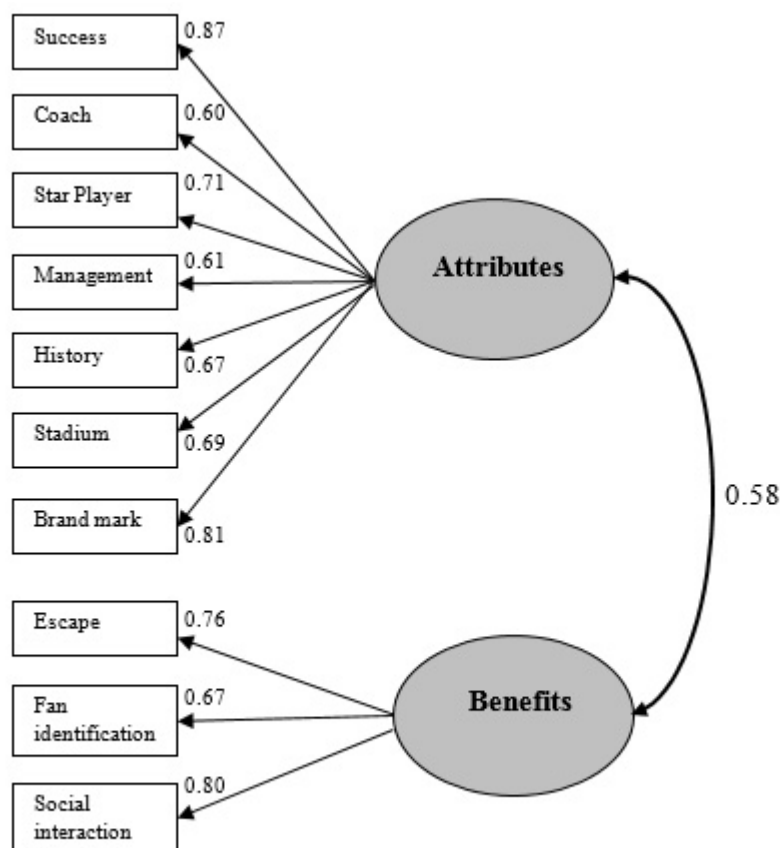 Success
0.87
Coach
0.60
Star Player
0.71
Management
0.61
History
0.67
Stadium
0.69
Brand mark
0.81
Attributes
0.58
Escape
0.76
Fan
identification
0.67
Social
interaction
0.80
Benefits